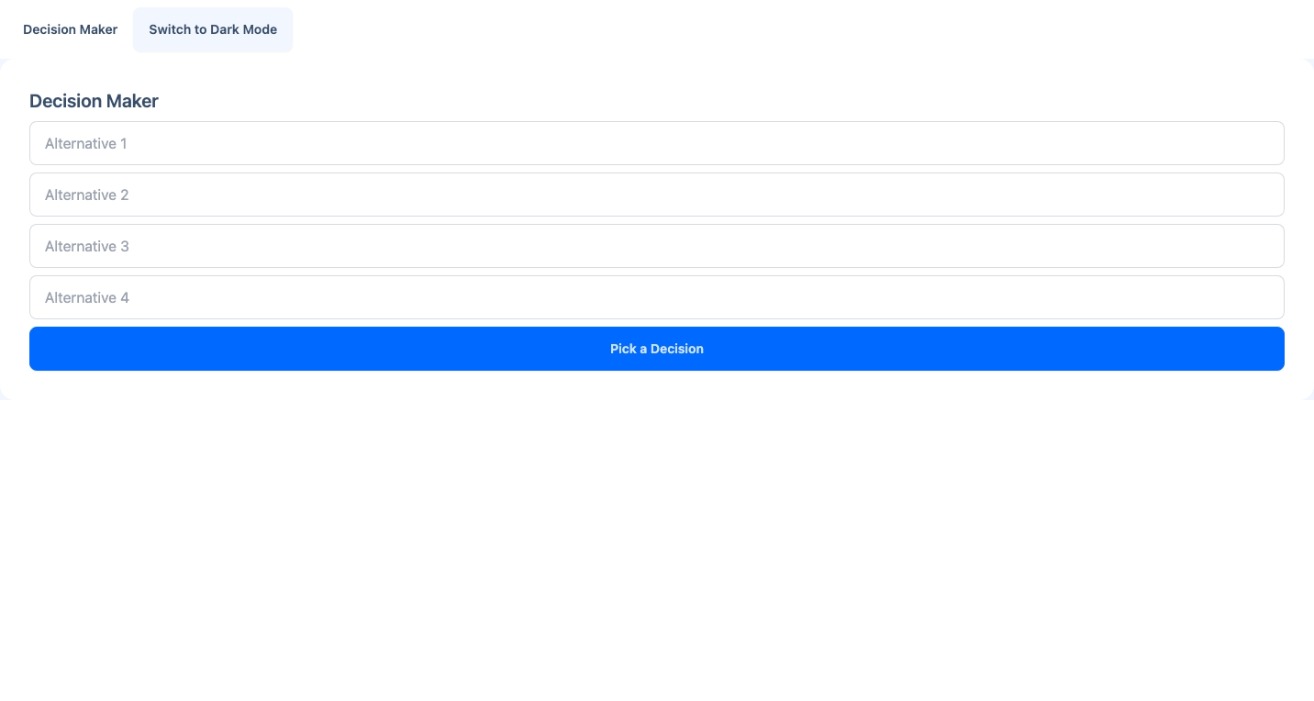 Decision Maker
Switch to Dark Mode
Decision Maker
Alternative 1
Alternative 2
Alternative 3
Alternative 4
Pick a Decision